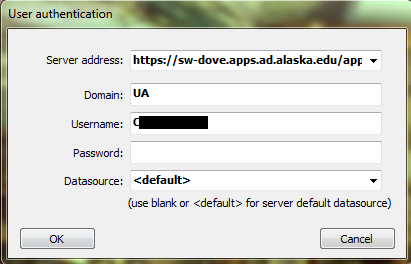 User authentication
Server address: https://sw-dove.apps.ad.alaska.edu/app
Domain: UA
Username: C
Password:
Datasource: <default>
(use blank or <default> for server default datasource)
OK Cancel